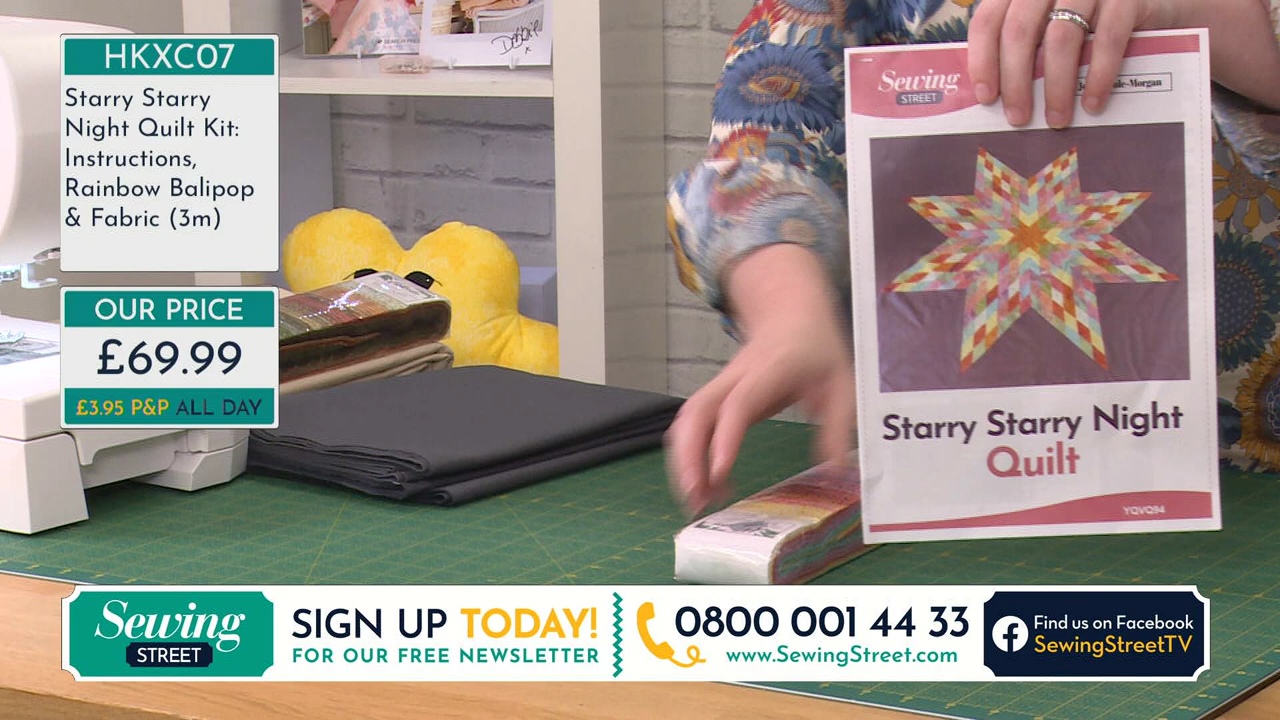 HKXC07
Starry Starry
Night Quilt Kit:
Instructions,
Rainbow Balipop
& Fabric (3m)
OUR PRICE
£69.99
£3.95 P&P ALL DAY
Debbie
x
Sewing
STREET
-Morgan
Starry Starry Night
Quilt
YQVQ94
Sewing
STREET
SIGN UP TODAY!
FOR OUR FREE NEWSLETTER
0800 001 44 33
www.SewingStreet.com
Find us on Facebook
SewingStreetTV